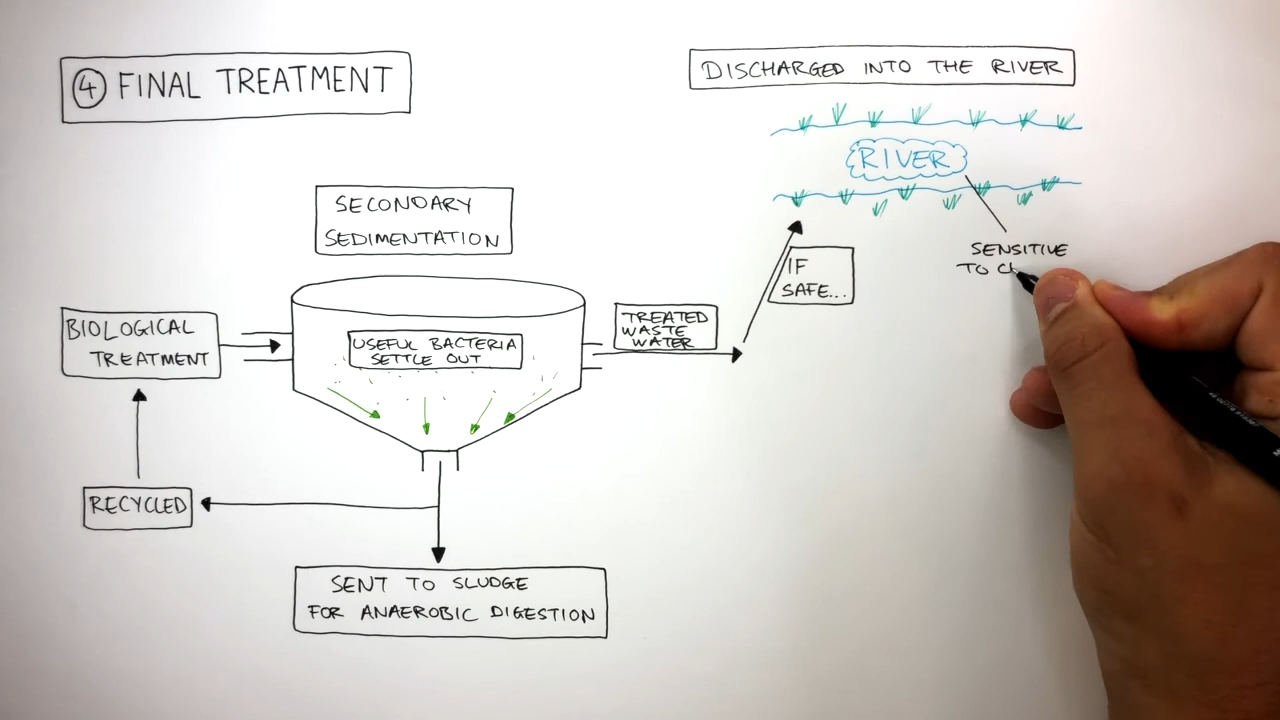 ④ FINAL TREATMENT
DISCHARGED INTO THE RIVER
RIVER
SENSITIVE
TO
SECONDARY
SEDIMENTATION
IF
SAFE...
BIOLOGICAL
TREATMENT
USEFUL BACTERIA
SETTLE OUT
TREATED
WASTE
WATER
RECYCLED
SENT TO SLUDGE
FOR ANAEROBIC DIGESTION